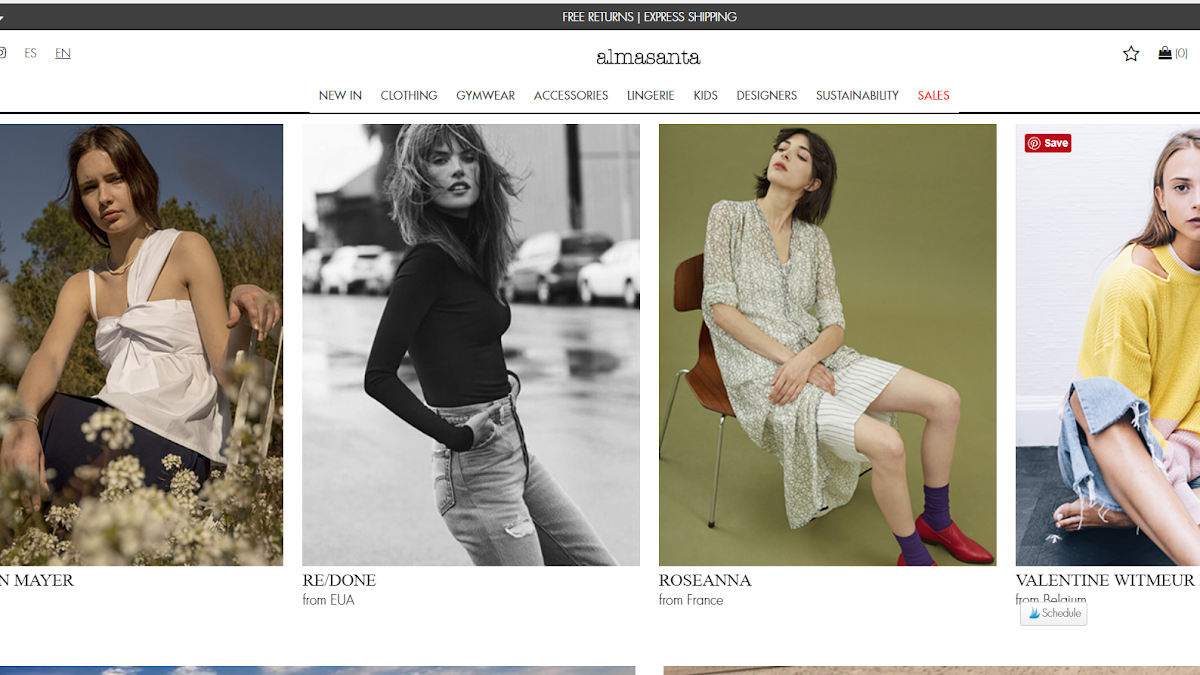 FREE RETURNS | EXPRESS SHIPPING
ES EN
almasanta
(0)
NEW IN CLOTHING GYMWEAR ACCESSORIES LINGERIE KIDS DESIGNERS SUSTAINABILITY SALES
Save
N MAYER
RE/DONE
from EUA
ROSEANNA
from France
VALENTINE WITMEUR
from Belgium
Schedule